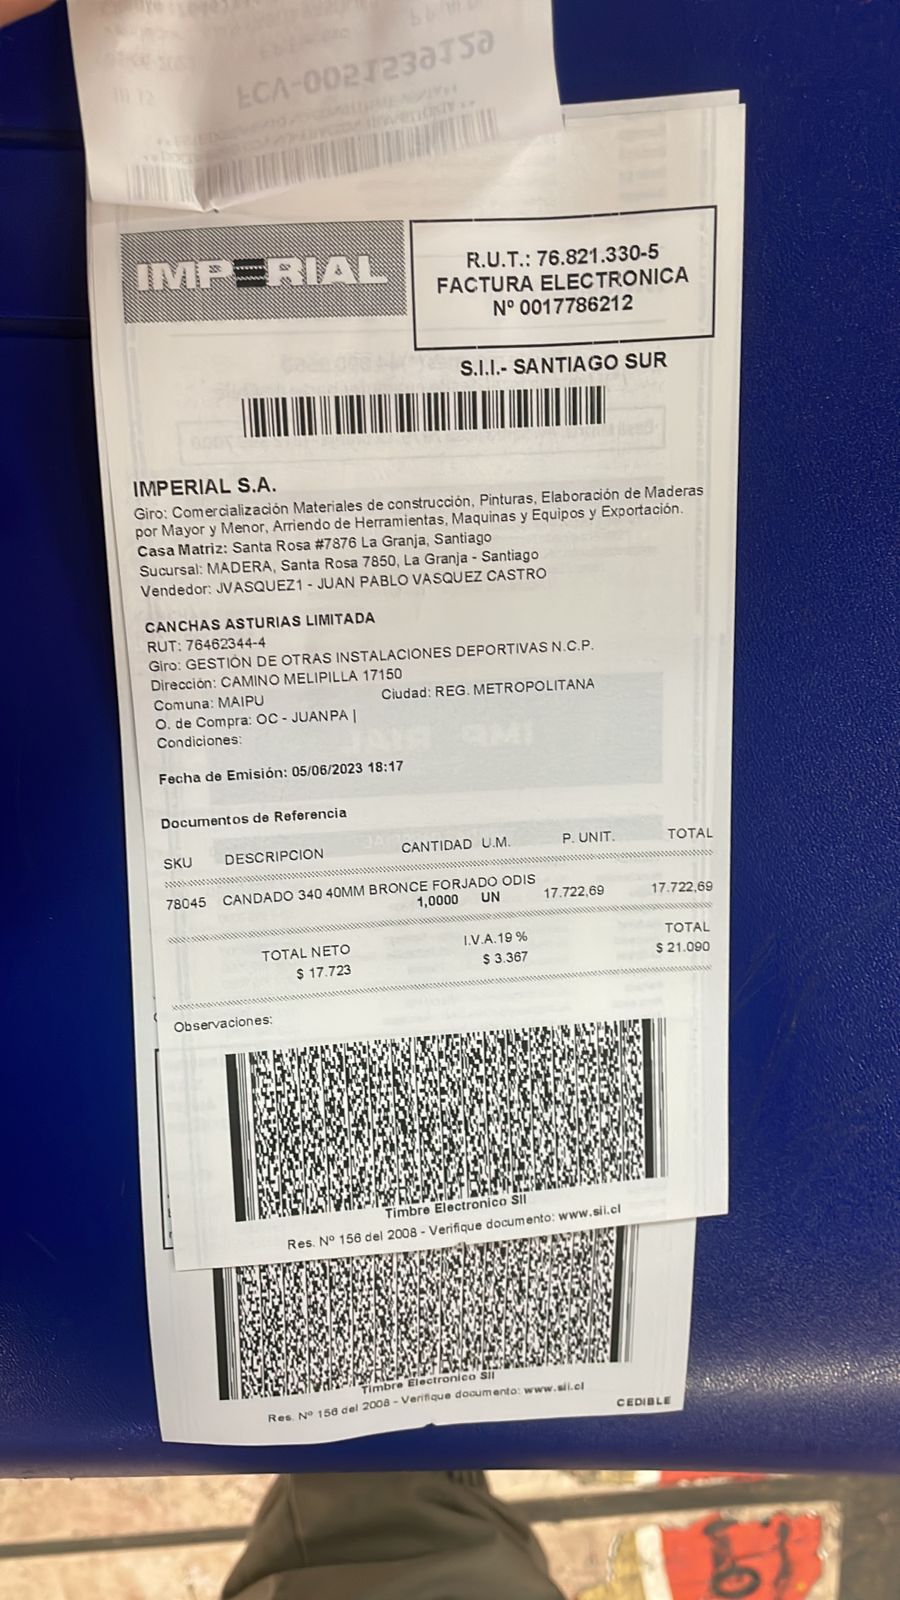 FCV-0051539129
IMPERIAL
R.U.T.: 76.821.330-5
FACTURA ELECTRONICA
Nº 0017786212
S.I.I.- SANTIAGO SUR
IMPERIAL S.A.
Giro: Comercialización Materiales de construcción, Pinturas, Elaboración de Maderas
por Mayor y Menor, Arriendo de Herramientas, Maquinas y Equipos y Exportación.
Casa Matriz: Santa Rosa #7876 La Granja, Santiago
Sucursal: MADERA, Santa Rosa 7850, La Granja - Santiago
Vendedor: JVASQUEZ1 - JUAN PABLO VASQUEZ CASTRO
CANCHAS ASTURIAS LIMITADA
RUT: 76462344-4
Giro: GESTIÓN DE OTRAS INSTALACIONES DEPORTIVAS N.C.P.
Dirección: CAMINO MELIPILLA 17150
Comuna: MAIPU Ciudad: REG. METROPOLITANA
O. de Compra: OC - JUANPA |
Condiciones:
Fecha de Emisión: 05/06/2023 18:17
Documentos de Referencia
SKU DESCRIPCION CANTIDAD U.M. P. UNIT. TOTAL
78045 CANDADO 340 40MM BRONCE FORJADO ODIS
1,0000 UN 17.722,69 17.722,69
TOTAL NETO I.V.A.19 % TOTAL
$ 17.723 $ 3.367 $ 21.090
Observaciones:
Timbre Electronico SII
Res. Nº 156 del 2008 - Verifique documento: www.sii.cl
Timbre Electronico SII
Res. Nº 156 del 2008 - Verifique documento: www.sii.cl
CEDIBLE